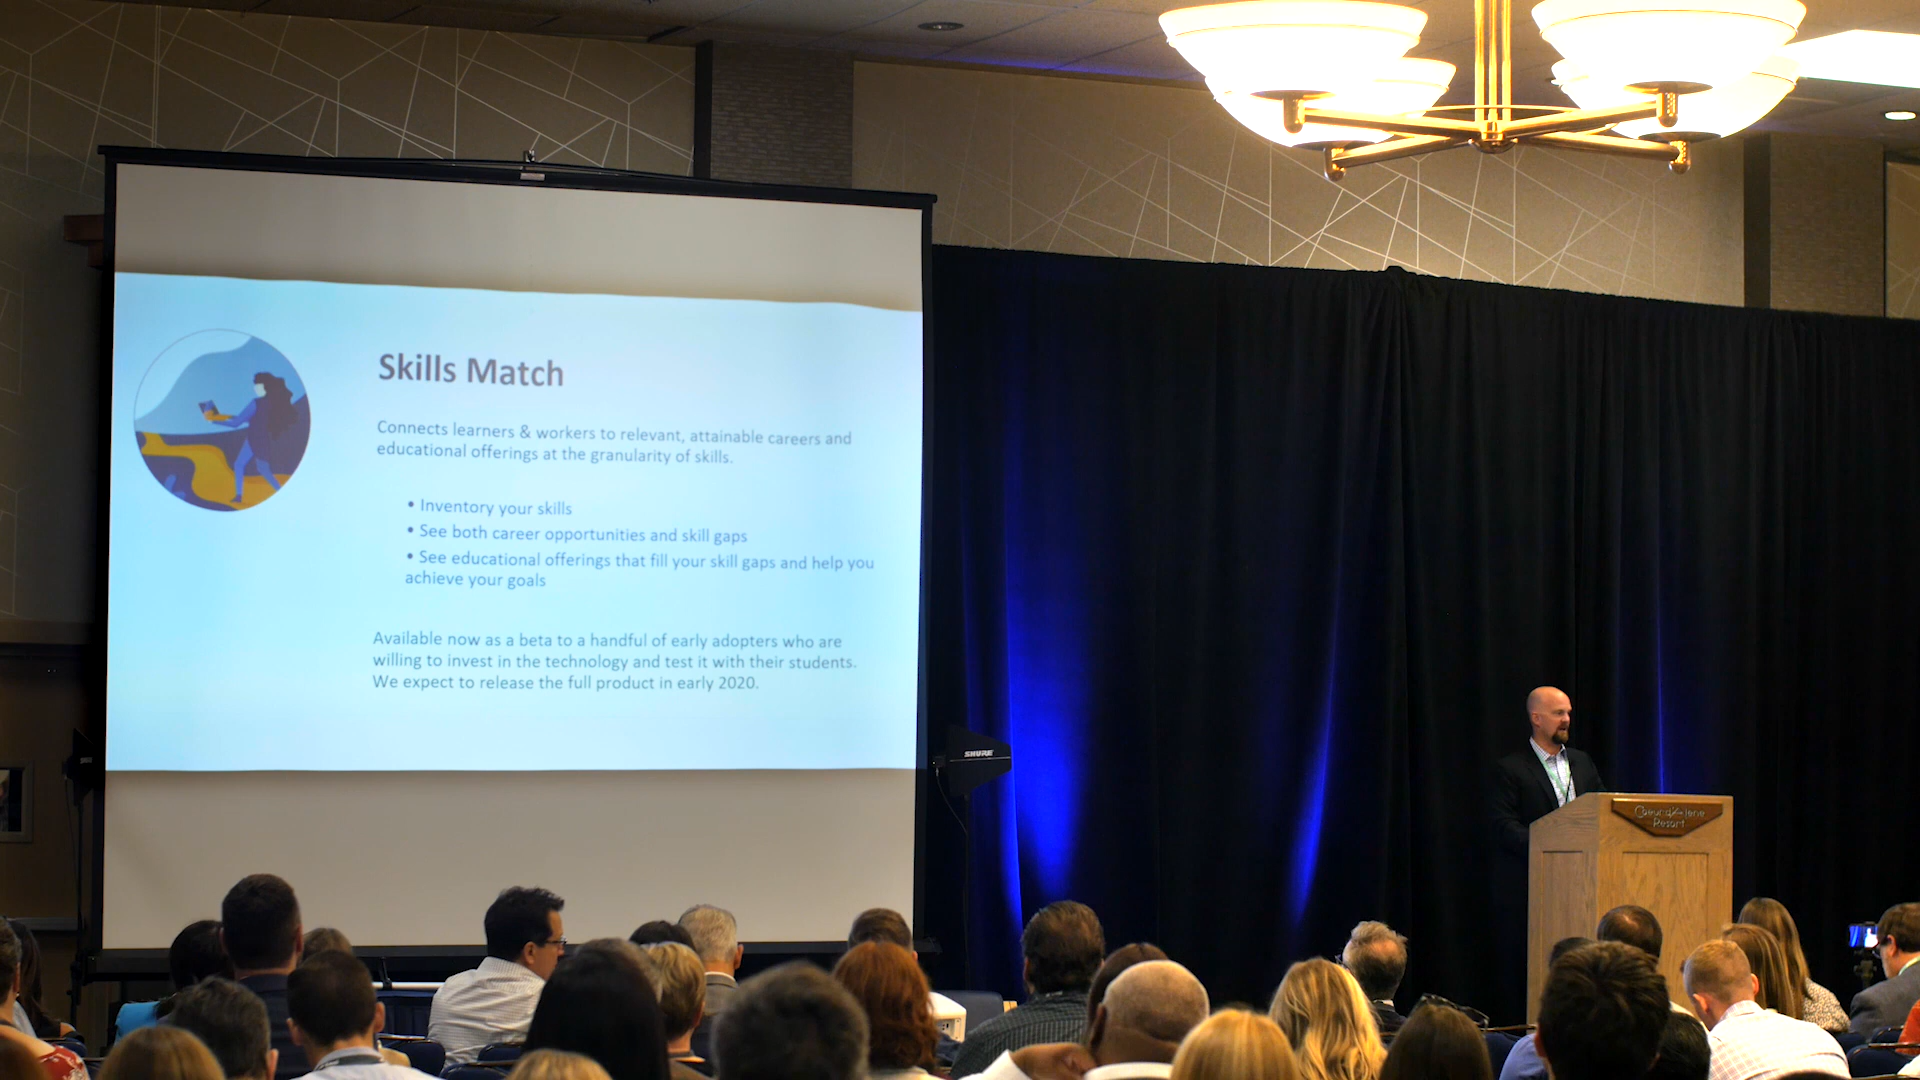 Skills Match
Connects learners & workers to relevant, attainable careers and
educational offerings at the granularity of skills.
• Inventory your skills
• See both career opportunities and skill gaps
• See educational offerings that fill your skill gaps and help you
achieve your goals
Available now as a beta to a handful of early adopters who are
willing to invest in the technology and test it with their students.
We expect to release the full product in early 2020.
SHURE
Coeur d'Alene
Resort